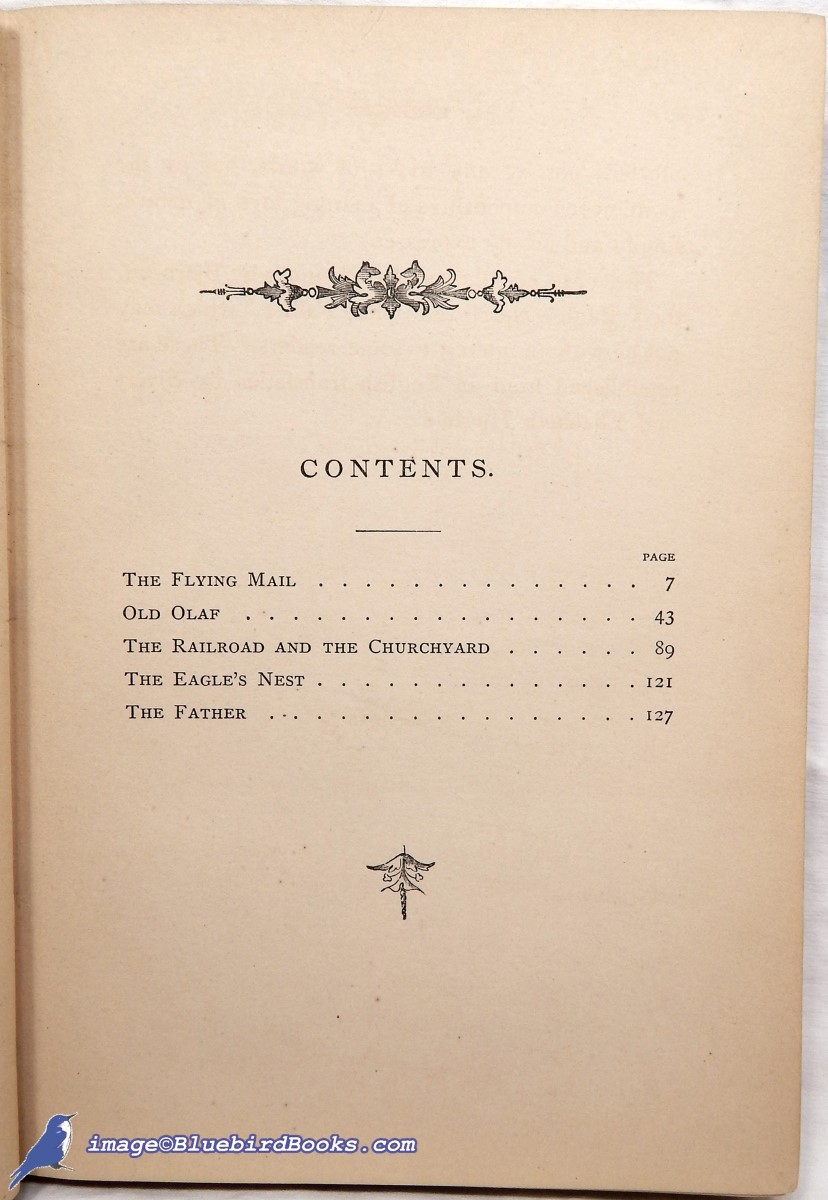 CONTENTS.
PAGE
THE FLYING MAIL . . . . . . . . . . . . . . 7
OLD OLAF . . . . . . . . . . . . . . . . . 43
THE RAILROAD AND THE CHURCHYARD . . . . . . 89
THE EAGLE'S NEST . . . . . . . . . . . . . . 121
THE FATHER . . . . . . . . . . . . . . . . 127
image©BluebirdBooks.com